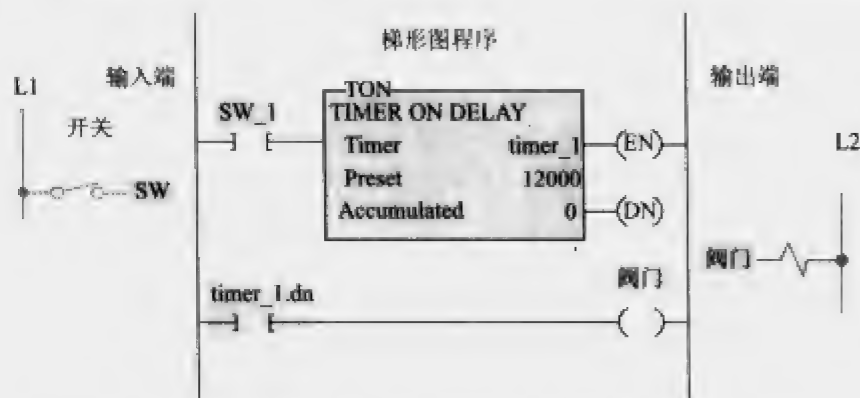 梯形图程序
输入端
输出端
L1
开关
SW
SW_1
TON
TIMER ON DELAY
Timer timer_1
Preset 12000
Accumulated 0
(EN)
(DN)
L2
阀门
timer_1.dn
阀门